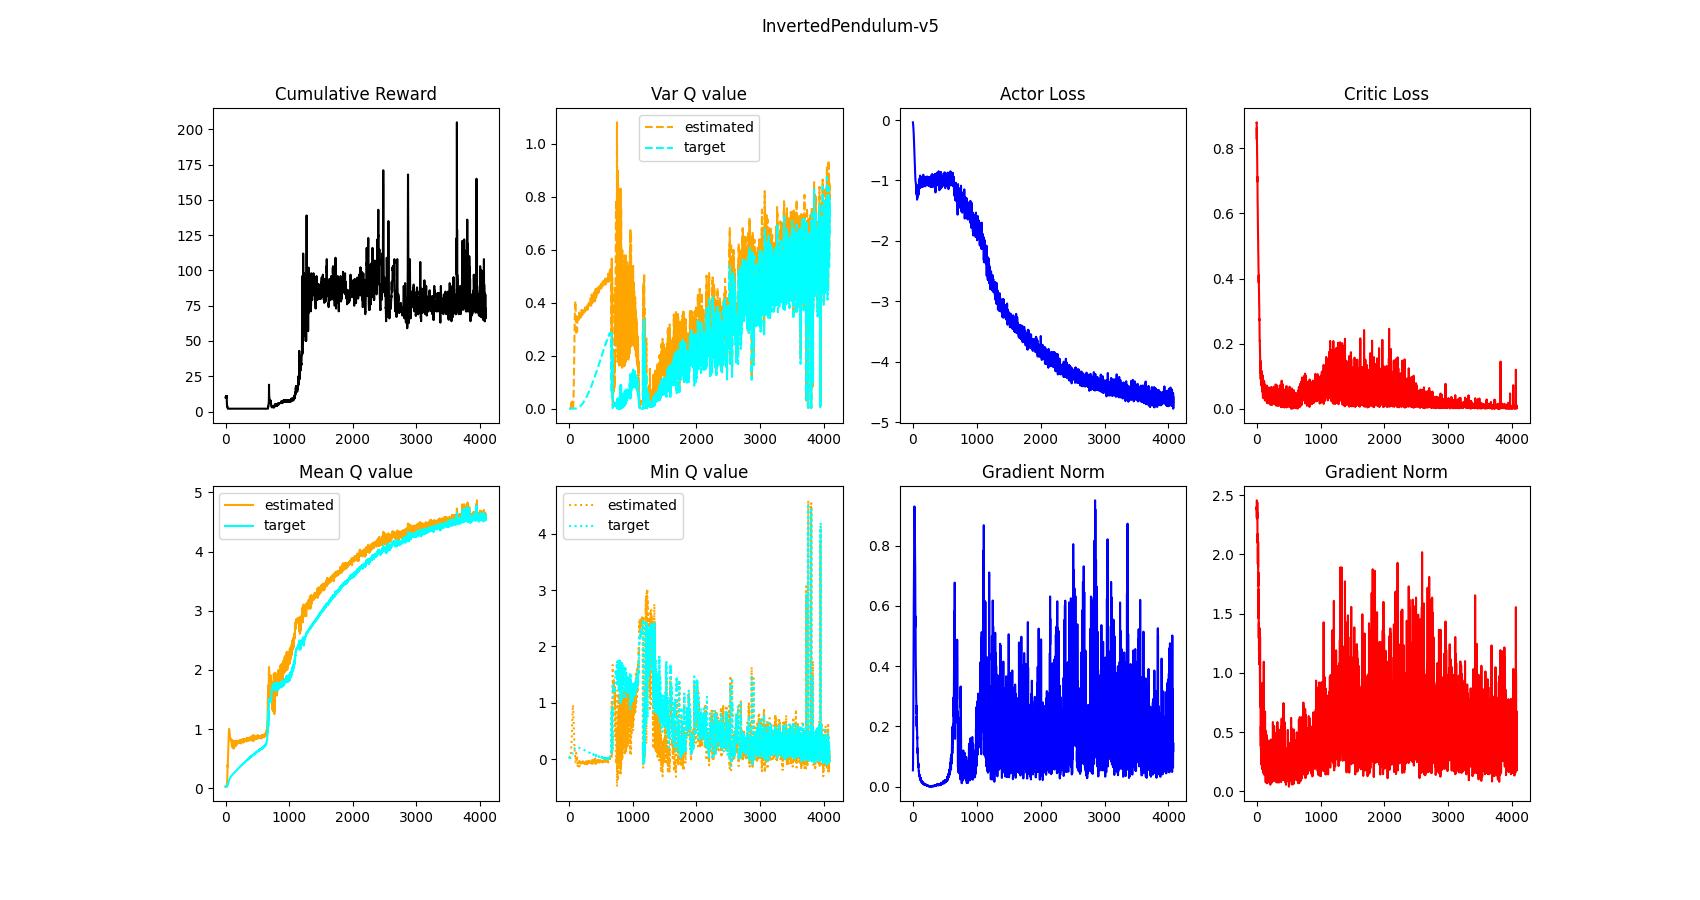 InvertedPendulum-v5
Cumulative Reward
200
175
150
125
100
75
50
25
0
0 1000 2000 3000 4000
Var Q value
estimated
target
1.0
0.8
0.6
0.4
0.2
0.0
0 1000 2000 3000 4000
Actor Loss
0
−1
−2
−3
−4
−5
0 1000 2000 3000 4000
Critic Loss
0.8
0.6
0.4
0.2
0.0
0 1000 2000 3000 4000
Mean Q value
estimated
target
5
4
3
2
1
0
0 1000 2000 3000 4000
Min Q value
estimated
target
4
3
2
1
0
0 1000 2000 3000 4000
Gradient Norm
0.8
0.6
0.4
0.2
0.0
0 1000 2000 3000 4000
Gradient Norm
2.5
2.0
1.5
1.0
0.5
0.0
0 1000 2000 3000 4000